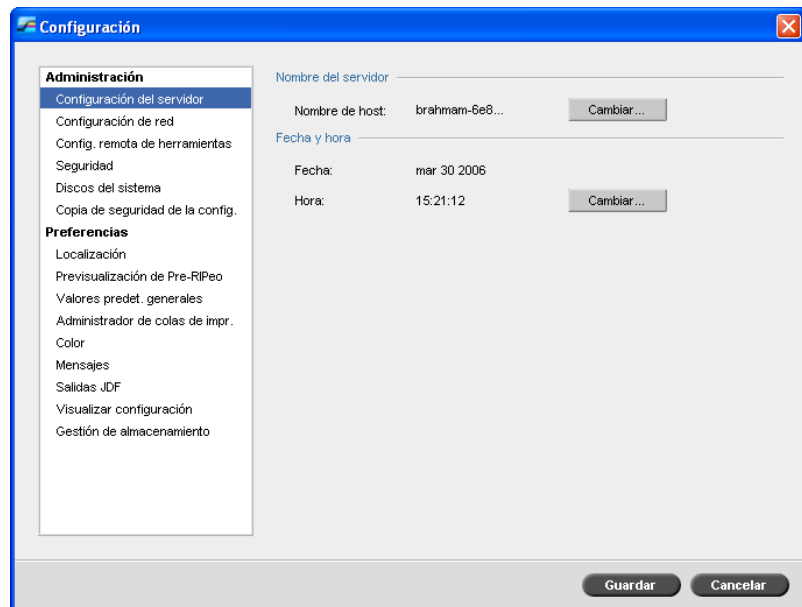 Configuración
Administración
Configuración del servidor
Configuración de red
Config. remota de herramientas
Seguridad
Discos del sistema
Copia de seguridad de la config.
Preferencias
Localización
Previsualización de Pre-RIPeo
Valores predet. generales
Administrador de colas de impr.
Color
Mensajes
Salidas JDF
Visualizar configuración
Gestión de almacenamiento
Nombre del servidor
Nombre de host: brahmam-6e8... Cambiar...
Fecha y hora
Fecha: mar 30 2006
Hora: 15:21:12 Cambiar...
Guardar Cancelar